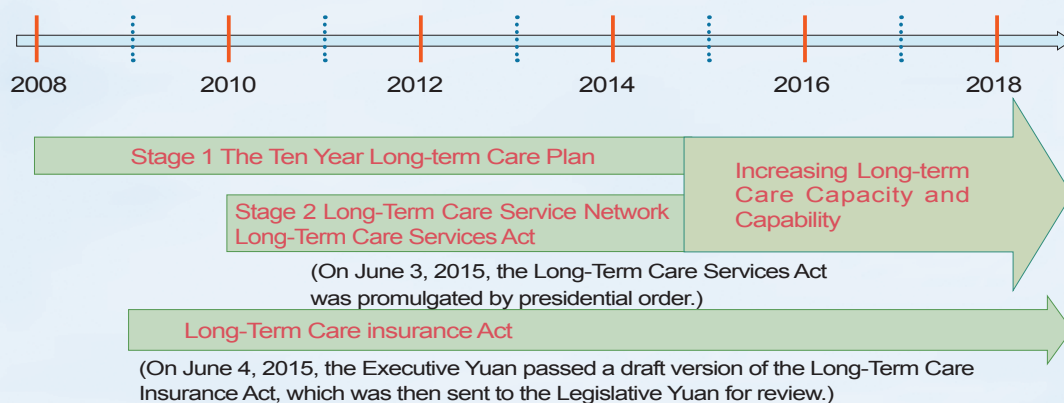 2008 2010 2012 2014 2016 2018
Stage 1 The Ten Year Long-term Care Plan
Stage 2 Long-Term Care Service Network
Long-Term Care Services Act
Increasing Long-term
Care Capacity and
Capability
(On June 3, 2015, the Long-Term Care Services Act
was promulgated by presidential order.)
Long-Term Care insurance Act
(On June 4, 2015, the Executive Yuan passed a draft version of the Long-Term Care
Insurance Act, which was then sent to the Legislative Yuan for review.)